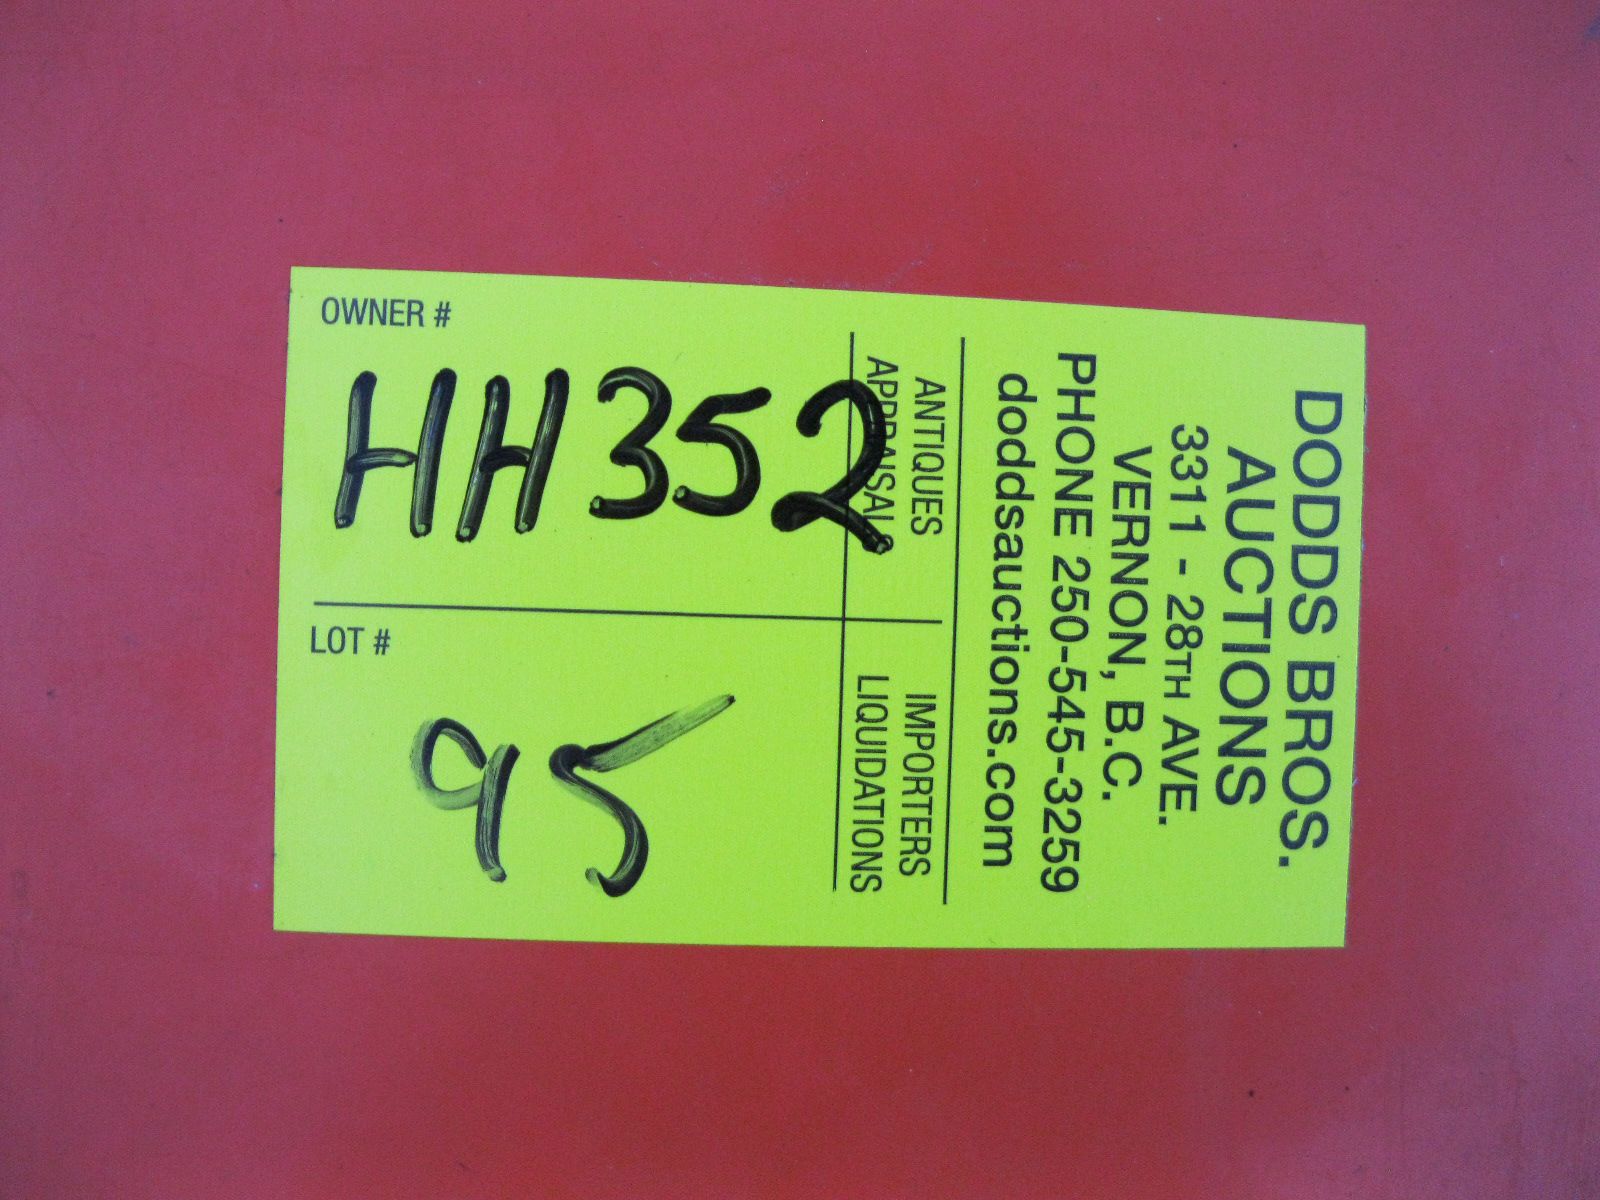 DODDS BROS.
AUCTIONS
3311 - 28TH AVE.
VERNON, B.C.
PHONE 250-545-3259
doddsauctions.com
ANTIQUES
APPRAISALS
IMPORTERS
LIQUIDATIONS
OWNER #
HH352
LOT #
95